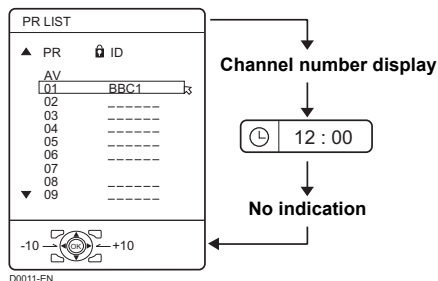 PR LIST
PR ID
AV
01 BBC1
02 ______
03 ______
04 ______
05 ______
06 ______
07
08 ______
09 ______
-10 OK +10
D0011-EN
Channel number display
12 : 00
No indication